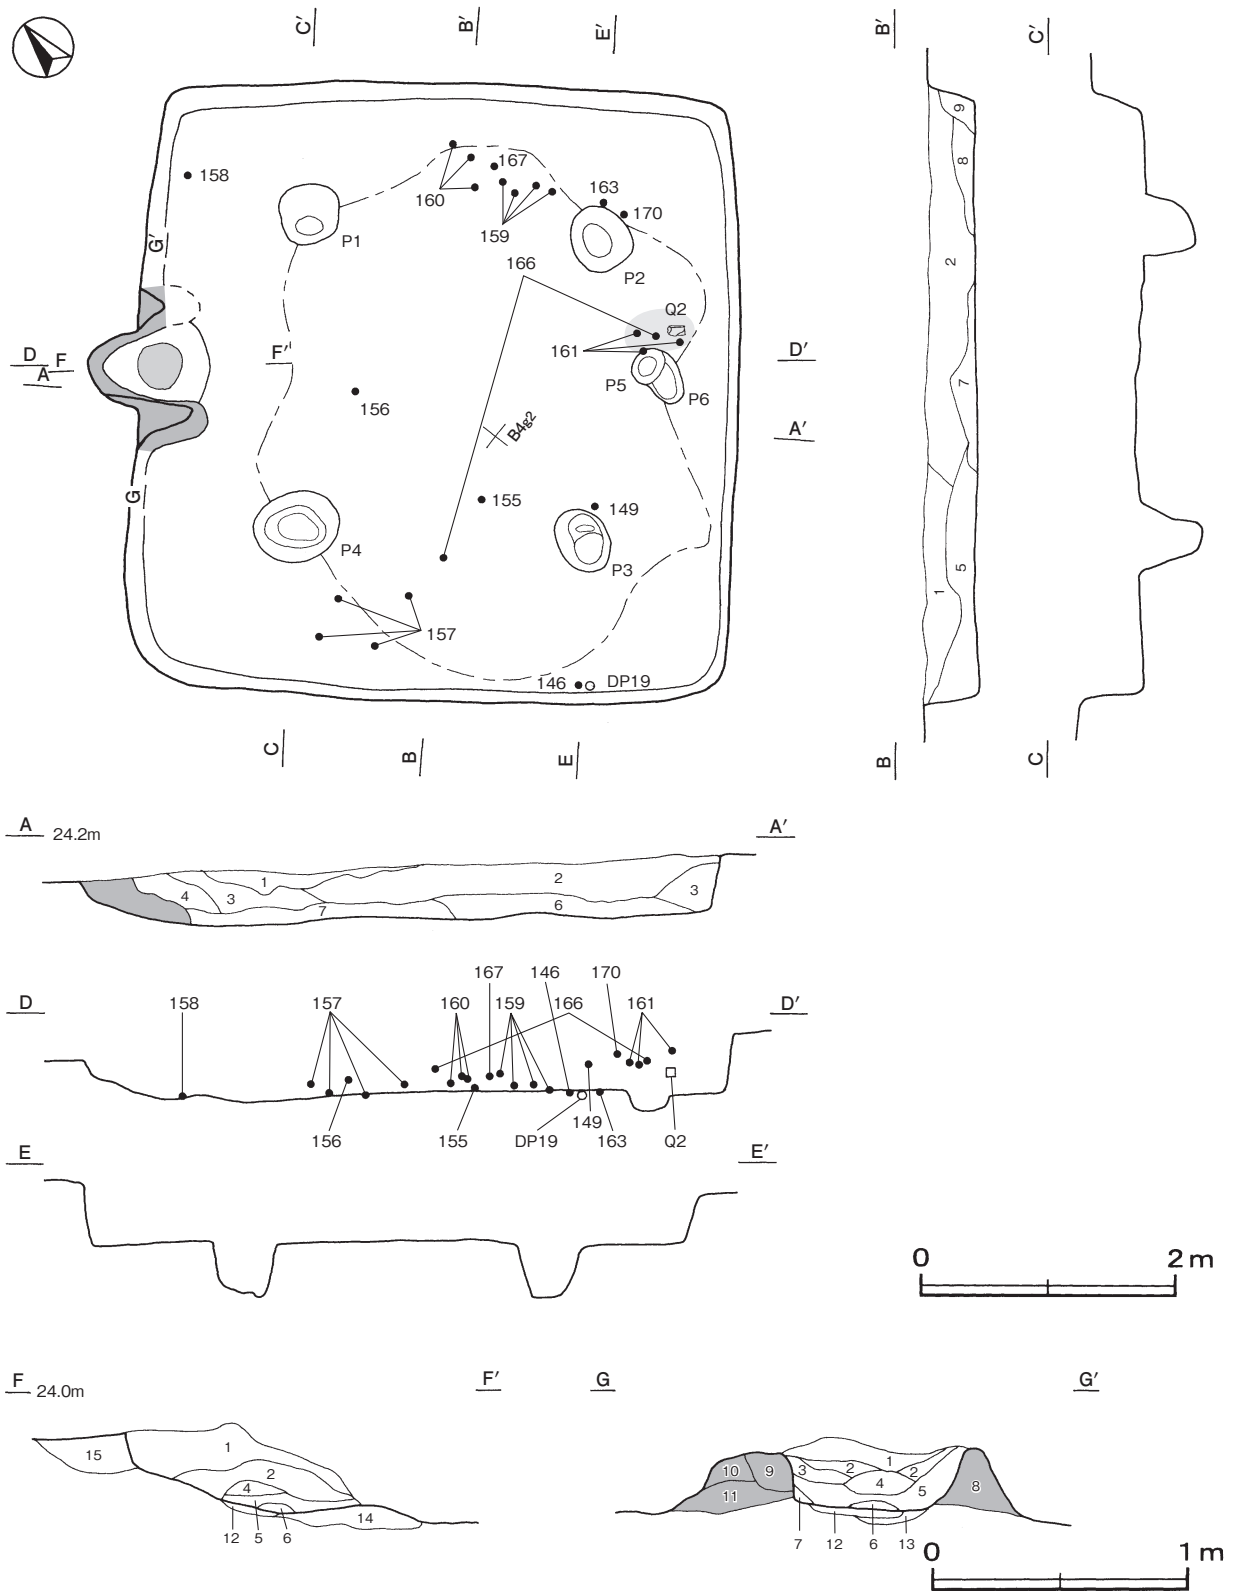 C′ B′ E′ B′ C′
158 167 163
160 170
159
P1 P2
G′ 166
Q2
D F F′ 161 D′
A P5 P6
156 B4g2 A′
G 155 149
P4 P3
157
146 DP19
C B E B C
9
8
2
7
5
1
A 24.2m A′
1 2 3
4 3
7 6
167 146 170
D 158 157 160 159 166 161 D′
149
156 155 DP19 163 Q2
E E′
0 2 m
F 24.0m F′ G G′
15 1
2
4
14
12 5 6
10 9 3 2 1 2
11 4 5 8
7 12 6 13
0 1 m